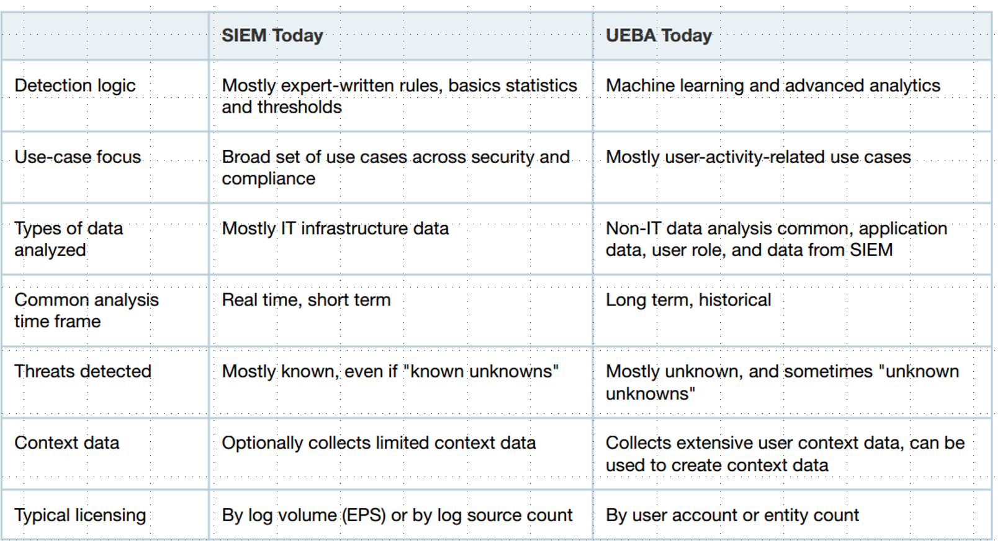 SIEM Today
UEBA Today
Detection logic
Mostly expert-written rules, basics statistics
and thresholds
Machine learning and advanced analytics
Use-case focus
Broad set of use cases across security and
compliance
Mostly user-activity-related use cases
Types of data
analyzed
Mostly IT infrastructure data
Non-IT data analysis common, application
data, user role, and data from SIEM
Common analysis
time frame
Real time, short term
Long term, historical
Threats detected
Mostly known, even if "known unknowns"
Mostly unknown, and sometimes "unknown
unknowns"
Context data
Optionally collects limited context data
Collects extensive user context data, can be
used to create context data
Typical licensing
By log volume (EPS) or by log source count
By user account or entity count